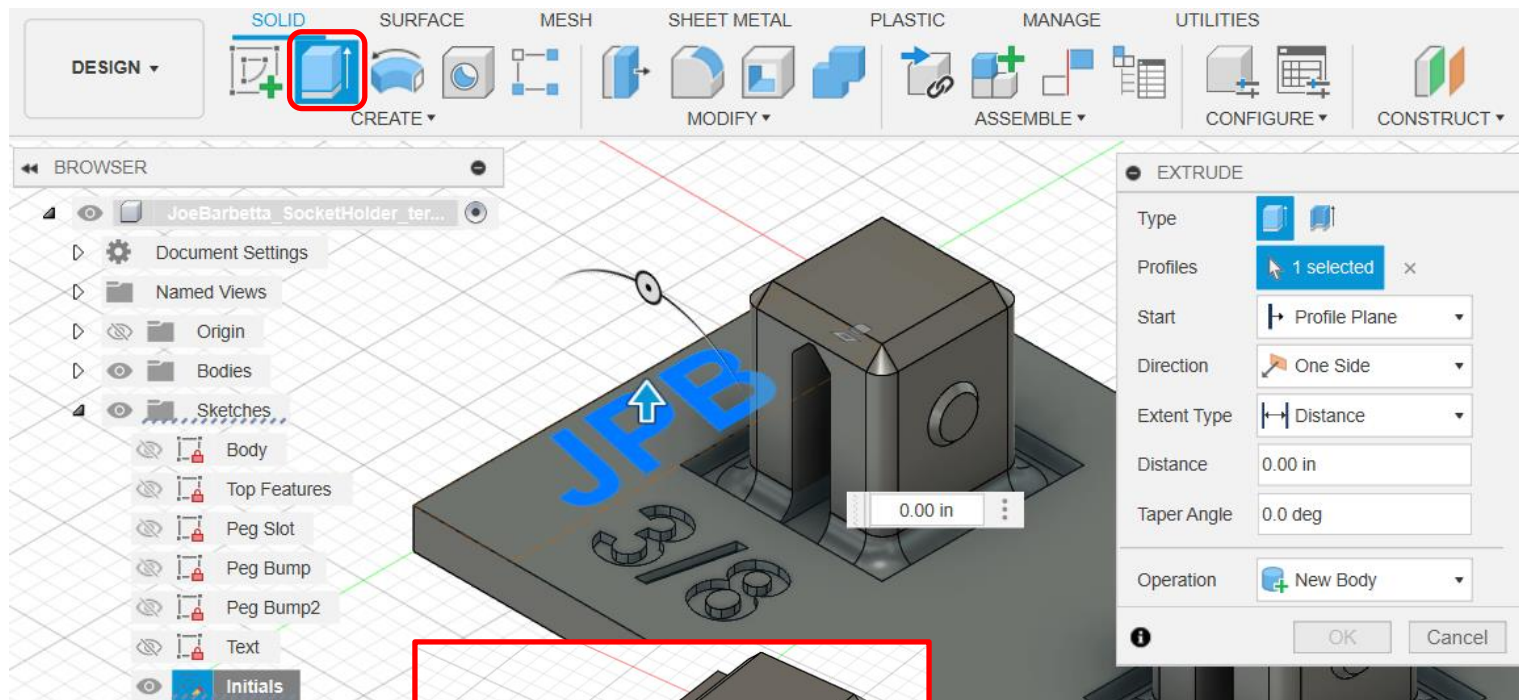 SOLID SURFACE MESH SHEET METAL PLASTIC MANAGE UTILITIES
DESIGN
CREATE MODIFY ASSEMBLE CONFIGURE CONSTRUCT
BROWSER
JoeBarbetta_SocketHolder_ter...
Document Settings
Named Views
Origin
Bodies
Sketches
Body
Top Features
Peg Slot
Peg Bump
Peg Bump2
Text
Initials
JPB
3/8
0.00 in
EXTRUDE
Type
Profiles 1 selected
Start Profile Plane
Direction One Side
Extent Type Distance
Distance 0.00 in
Taper Angle 0.0 deg
Operation New Body
OK Cancel